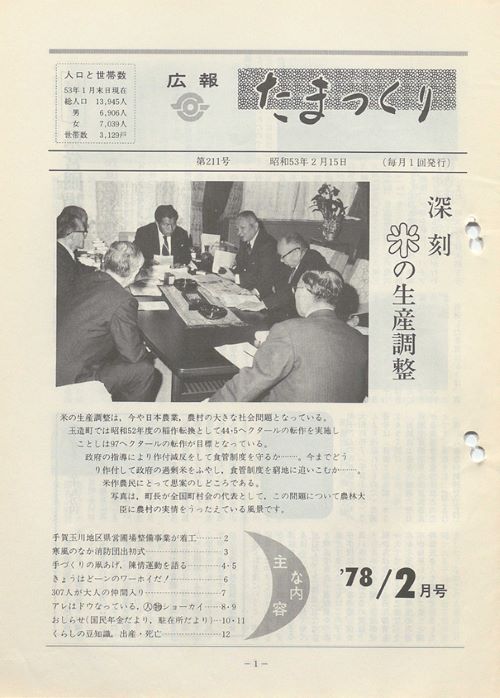 人口と世帯数
53年1月末日現在
総人口 13,945人
男 6,906人
女 7,039人
世帯数 3,129戸
広報
たまつくり
第211号 昭和53年2月15日 (毎月1回発行)
深刻
米の生産調整
米の生産調整は、今や日本農業、農村の大きな社会問題となっている。
玉造町では昭和52年度の稲作転換として44・5ヘクタールの転作を実施し
ことしは97ヘクタールの転作が目標となっている。
政府の指導により作付減反をして食管制度を守るか……。今までどう
り作付して政府の過剰米をふやし、食管制度を窮地に追いこむか……。
米作農民にとって思案のしどころである。
写真は、町長が全国町村会の代表として、この問題について農林大
臣に農村の実情をうったえている風景です。
主な内容
手賀玉川地区県営圃場整備事業が着工………2
寒風のなか消防団出初式………3
手づくりの凧あげ、陳情運動を語る………4・5
きょうはどーンのワーホイだ!………6
307人が大人の仲間入り………7
アレはドウなっている、人物ショーカイ……8・9
おしらせ(国民年金だより、駐在所だより)…10・11
くらしの豆知識。出産・死亡………12
'78/2月号
−1−